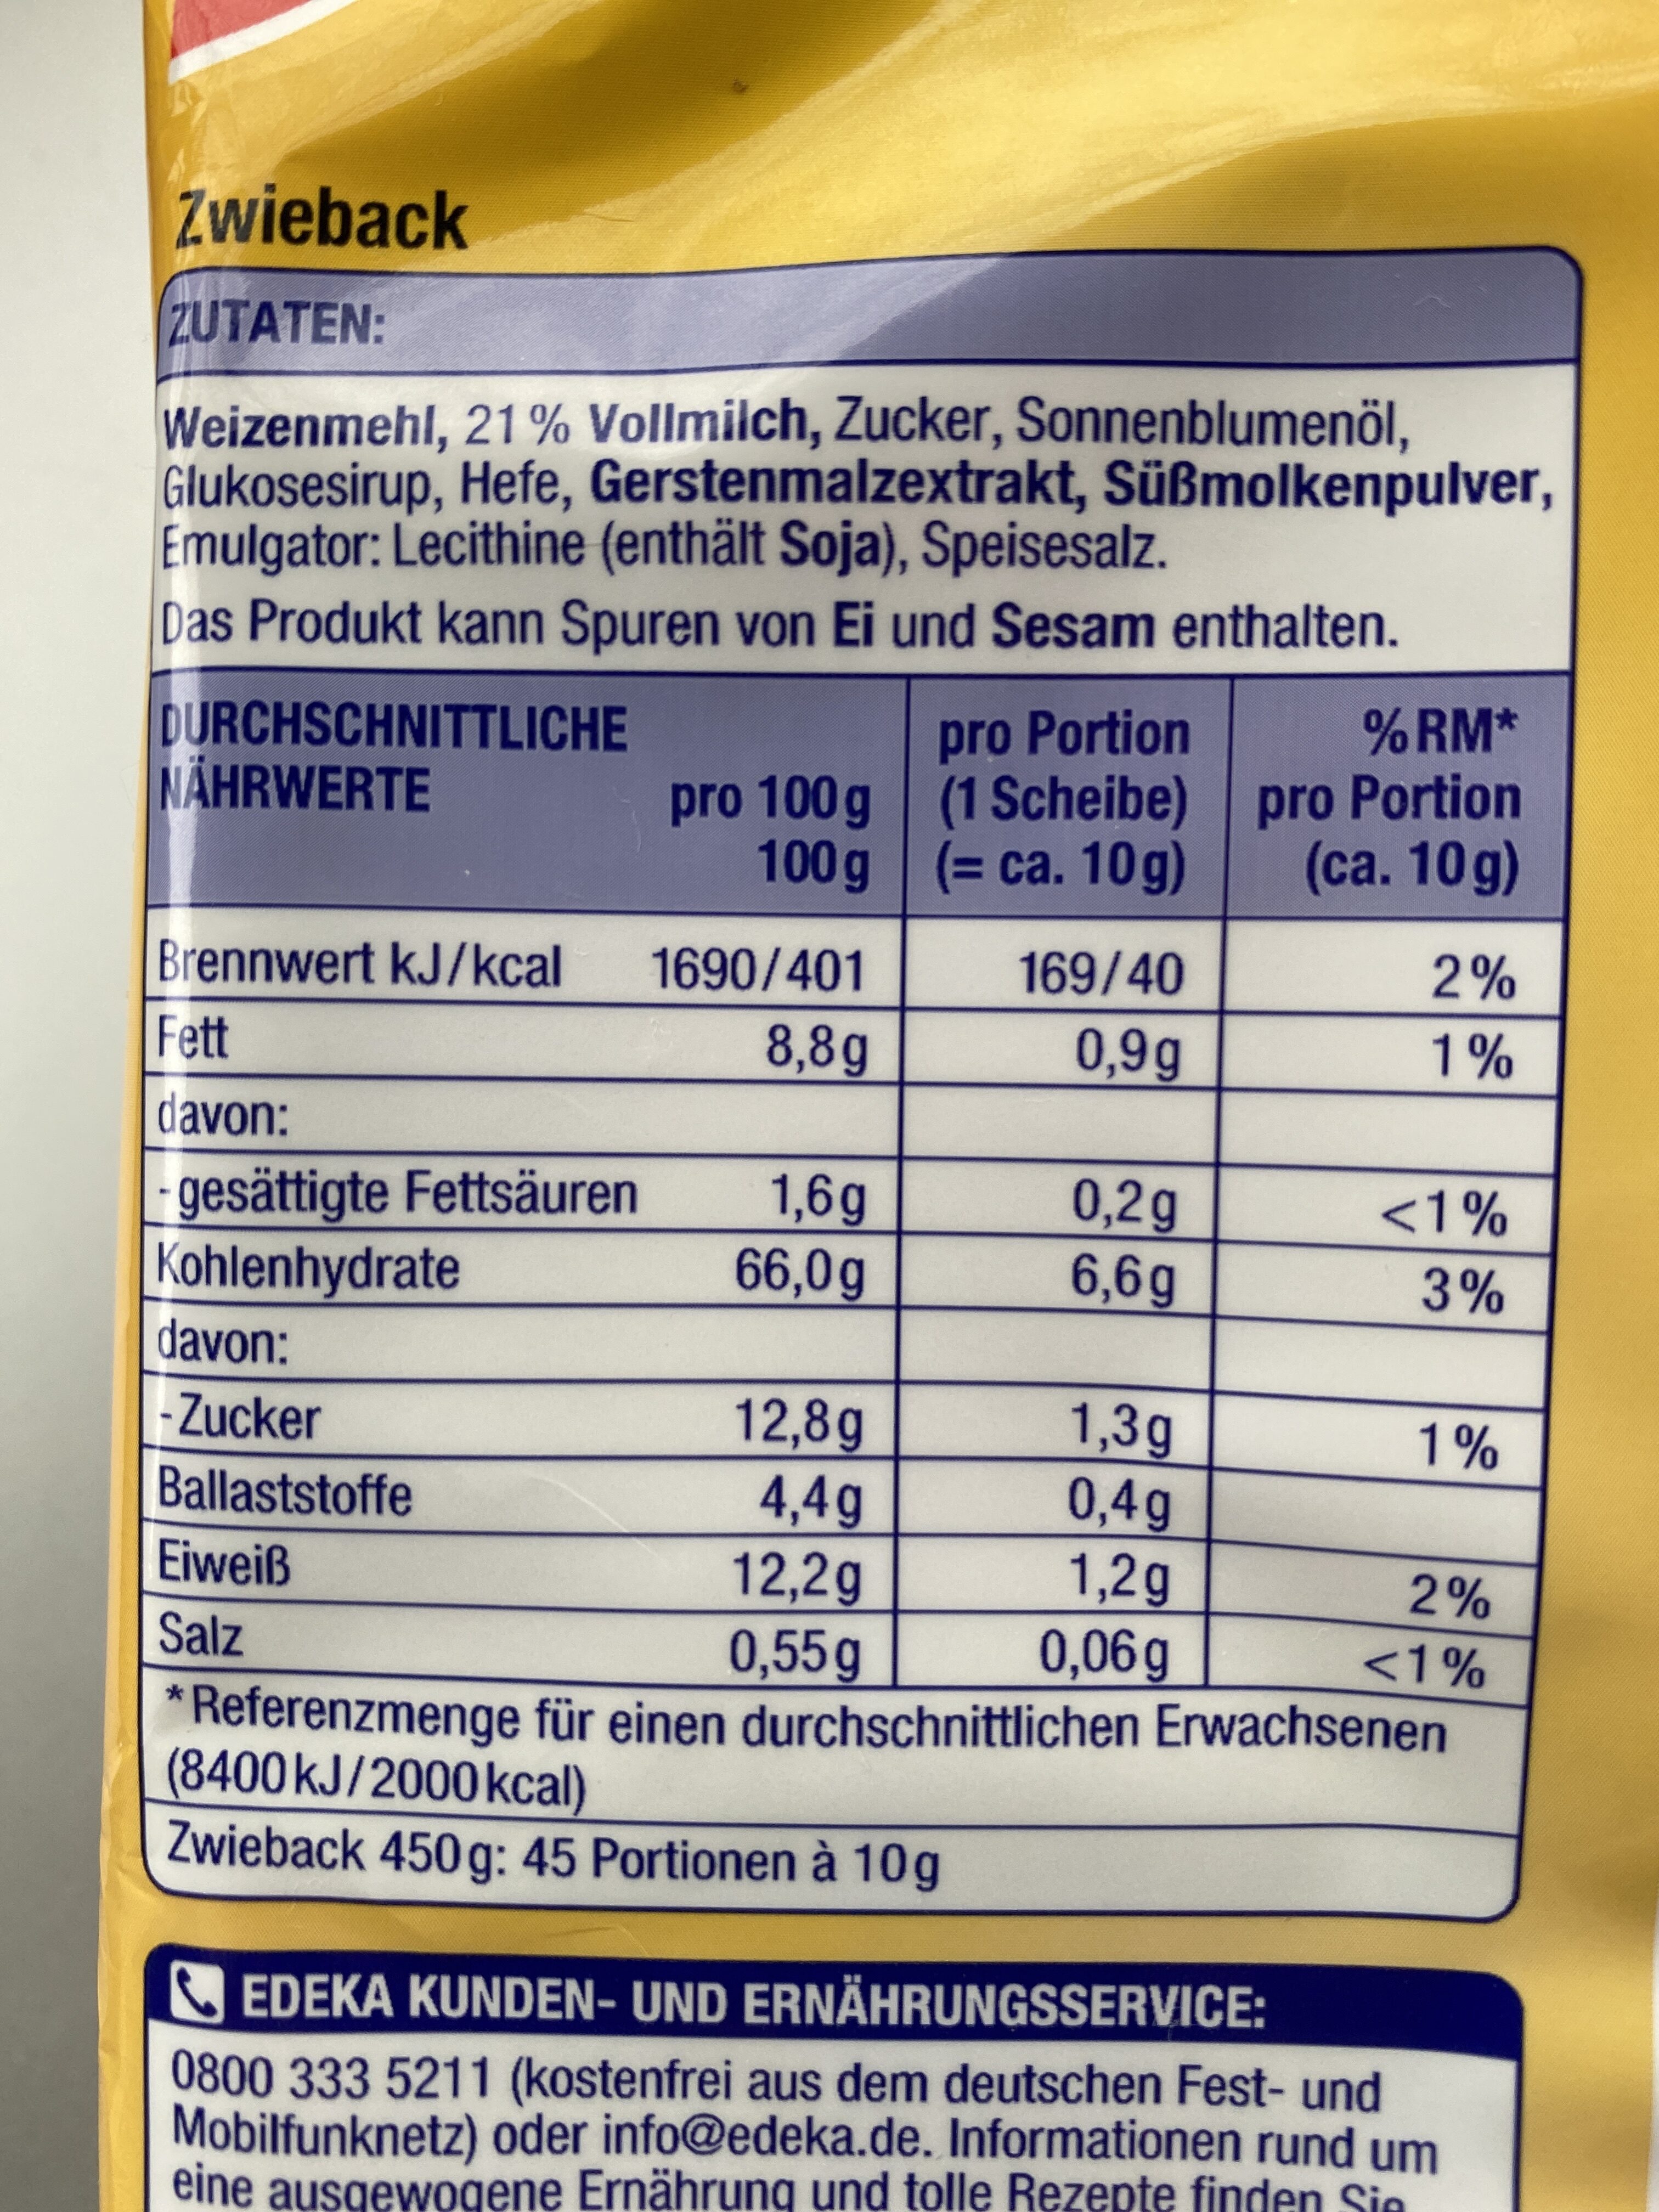 Zwieback
ZUTATEN:
Weizenmehl, 21 % Vollmilch, Zucker, Sonnenblumenöl,
Glukosesirup, Hefe, Gerstenmalzextrakt, Süßmolkenpulver,
Emulgator: Lecithine (enthält Soja), Speisesalz.
Das Produkt kann Spuren von Ei und Sesam enthalten.
DURCHSCHNITTLICHE pro Portion %RM*
NÄHRWERTE pro 100g (1 Scheibe) pro Portion
100g (= ca. 10g) (ca. 10g)
Brennwert kJ/kcal 1690/401 169/40 2%
Fett 8,8g 0,9g 1%
davon:
-gesättigte Fettsäuren 1,6g 0,2g <1%
Kohlenhydrate 66,0g 6,6g 3%
davon:
-Zucker 12,8g 1,3g 1%
Ballaststoffe 4,4g 0,4g
Eiweiß 12,2g 1,2g 2%
Salz 0,55g 0,06g <1%
*Referenzmenge für einen durchschnittlichen Erwachsenen
(8400kJ/2000kcal)
Zwieback 450g: 45 Portionen à 10g
EDEKA KUNDEN- UND ERNÄHRUNGSSERVICE:
0800 333 5211 (kostenfrei aus dem deutschen Fest- und
Mobilfunknetz) oder info@edeka.de. Informationen rund um
eine ausgewogene Ernährung und tolle Rezepte finden Sie